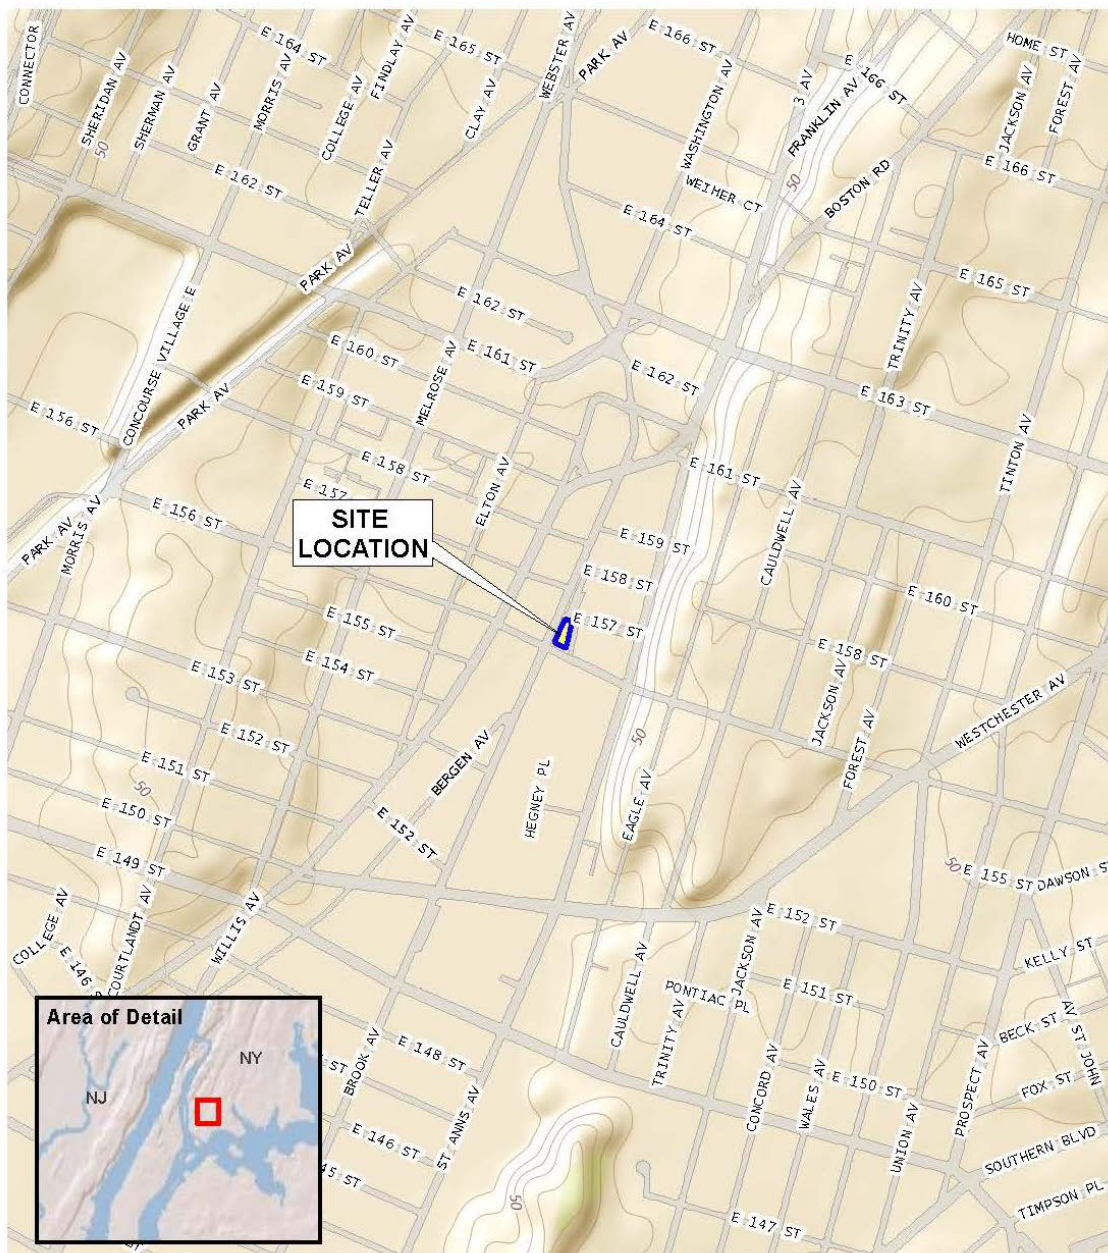 CONNECTOR
SHERIDAN AV
50
SHERMAN AV
GRANT AV
E 164 ST
MORRIS AV
COLLEGE AV
FINDLAY AV
E 165 ST
CLAY AV
WEBSTER AV
PARK AV
E 166 ST
WASHINGTON AV
3 AV
FRANKLIN AV
E 166 ST
HOME ST
JACKSON AV
FOREST AV
E 166 ST
E 162 ST
TELLER AV
50
WEIHER CT
BOSTON RD
E 164 ST
PARK AV
E 165 ST
E 162 ST
TRINITY AV
CONCOURSE VILLAGE E
E 160 ST
MELROSE AV
E 161 ST
E 162 ST
E 159 ST
E 163 ST
PARK AV
E 156 ST
TINTON AV
E 158 ST
E 161 ST
ELTON AV
E 157
CAULDWELL AV
E 156 ST
MORRIS AV
PARK AV
SITE
LOCATION
E 159 ST
E 158 ST
E 160 ST
E 155 ST
E 157 ST
E 154 ST
E 158 ST
E 153 ST
JACKSON AV
WESTCHESTER AV
E 152 ST
FOREST AV
50
E 151 ST
BERGEN AV
50
E 150 ST
HEGNEY PL
EAGLE AV
E 152 ST
E 149 ST
50
E 155 ST
DAWSON ST
COLLEGE AV
COURTLANDT AV
WILLIS AV
E 152 ST
KELLY ST
E 146
CAULDWELL AV
JACKSON AV
PONTIAC PL
E 151 ST
TRINITY AV
BECK ST
AV ST JOHN
Area of Detail
NY
NJ
ST
BROOK AV
E 148 ST
CONCORD AV
WALES AV
E 150 ST
PROSPECT AV
FOX ST
UNION AV
E 146 ST
ST ANNS AV
SOUTHERN BLVD
45 ST
50
TIMPSON PL
E 147 ST